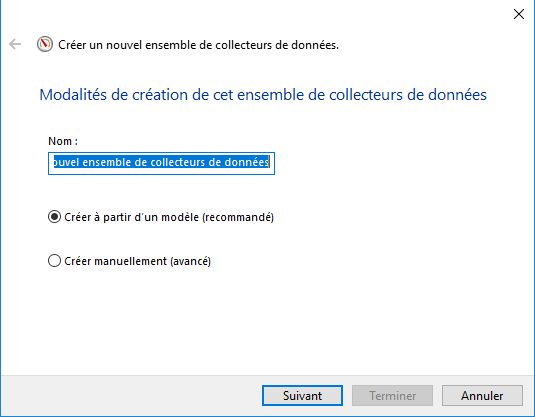 Créer un nouvel ensemble de collecteurs de données.
Modalités de création de cet ensemble de collecteurs de données
Nom :
ouvel ensemble de collecteurs de données
Créer à partir d'un modèle (recommandé)
Créer manuellement (avancé)
Suivant
Terminer
Annuler